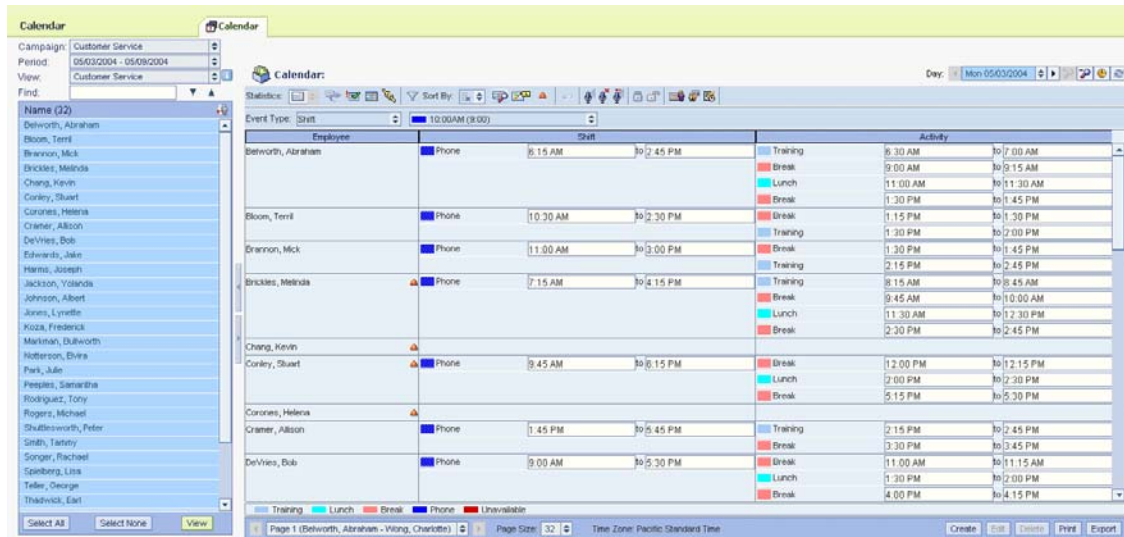 Calendar
Calendar
Campaign: Customer Service
Period: 05/03/2004 - 05/09/2004
View: Customer Service
Find:
Name (32)
Belworth, Abraham
Bloom, Terril
Brannon, Mick
Brickles, Melinda
Chang, Kevin
Conley, Stuart
Corones, Helena
Cramer, Allison
DeVries, Bob
Edwards, Jake
Harms, Joseph
Jackson, Yolanda
Johnson, Albert
Jones, Lynette
Koza, Frederick
Markman, Bullworth
Notterson, Elvira
Park, Julie
Peeples, Samantha
Rodriguez, Tony
Rogers, Michael
Shuttlesworth, Peter
Smith, Tammy
Songer, Rachael
Spielberg, Lisa
Teller, George
Thadwick, Earl
Select All Select None View
Calendar: Day: Mon 05/03/2004
Statistics: Sort By:
Event Type: Shift 10:00AM (9:00)
Employee Shift Activity
Belworth, Abraham Phone 6:15 AM to 2:45 PM Training 6:30 AM to 7:00 AM
Break 9:00 AM to 9:15 AM
Lunch 11:00 AM to 11:30 AM
Break 1:30 PM to 1:45 PM
Bloom, Terril Phone 10:30 AM to 2:30 PM Break 1:15 PM to 1:30 PM
Training 1:30 PM to 2:00 PM
Brannon, Mick Phone 11:00 AM to 3:00 PM Break 1:30 PM to 1:45 PM
Training 2:15 PM to 2:45 PM
Brickles, Melinda Phone 7:15 AM to 4:15 PM Training 8:15 AM to 8:45 AM
Break 9:45 AM to 10:00 AM
Lunch 11:30 AM to 12:30 PM
Break 2:30 PM to 2:45 PM
Chang, Kevin
Conley, Stuart Phone 9:45 AM to 6:15 PM Break 12:00 PM to 12:15 PM
Lunch 2:00 PM to 2:30 PM
Break 5:15 PM to 5:30 PM
Corones, Helena
Cramer, Allison Phone 1:45 PM to 5:45 PM Training 2:15 PM to 2:45 PM
Break 3:30 PM to 3:45 PM
DeVries, Bob Phone 9:00 AM to 5:30 PM Break 11:00 AM to 11:15 AM
Lunch 1:30 PM to 2:00 PM
Break 4:00 PM to 4:15 PM
Training Lunch Break Phone Unavailable
Page 1 (Belworth, Abraham - Wong, Charlotte) Page Size: 32 Time Zone: Pacific Standard Time Create Edit Delete Print Export